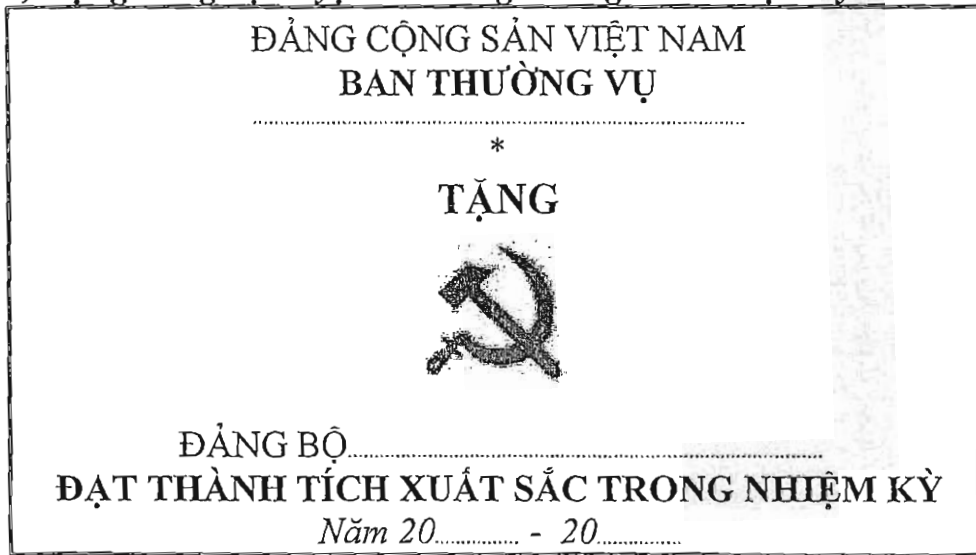 ĐẢNG CỘNG SẢN VIỆT NAM
BAN THƯỜNG VỤ
....................................................
*
TẶNG
ĐẢNG BỘ....................................................
ĐẠT THÀNH TÍCH XUẤT SẮC TRONG NHIỆM KỲ
Năm 20............. - 20.............